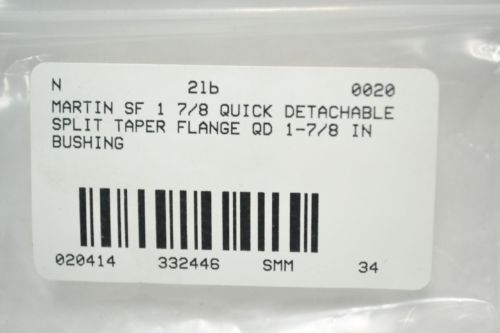 N 2lb 0020
MARTIN SF 1 7/8 QUICK DETACHABLE
SPLIT TAPER FLANGE QD 1-7/8 IN
BUSHING
020414 332446 SMM 34